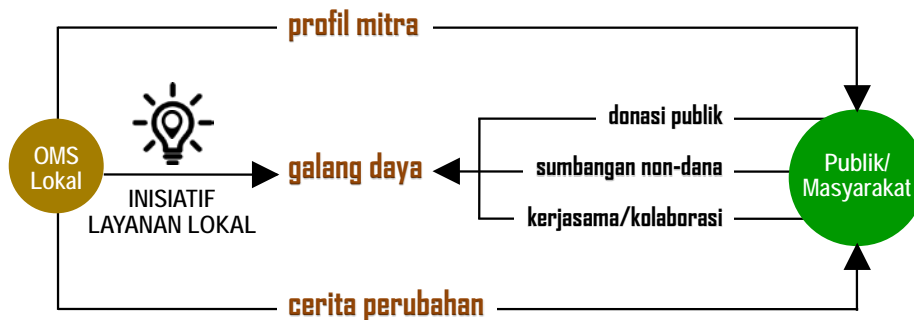 profil mitra
OMS
Lokal
INISIATIF
LAYANAN LOKAL
galang daya
donasi publik
sumbangan non-dana
kerjasama/kolaborasi
Publik/
Masyarakat
cerita perubahan